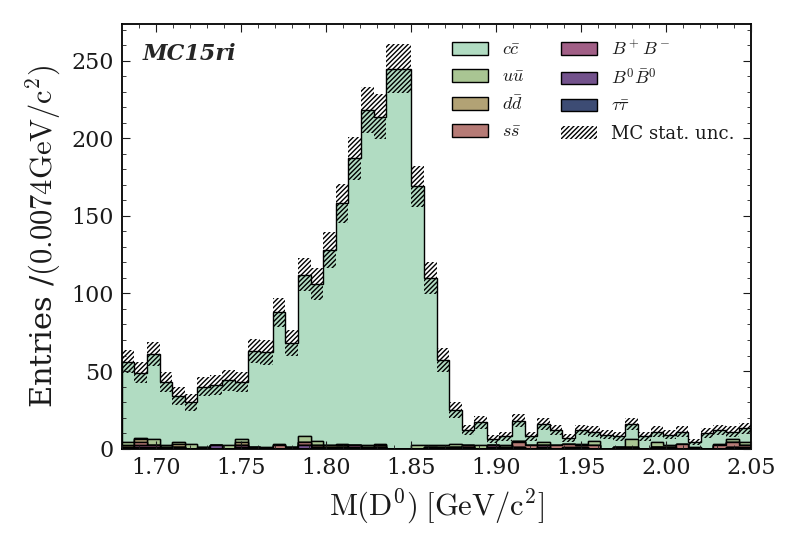 MC15ri
cc̄
uū
dd̄
ss̄
B⁺B⁻
B⁰B̄⁰
ττ̄
MC stat. unc.
Entries /(0.0074GeV/c²)
250
200
150
100
50
0
1.70 1.75 1.80 1.85 1.90 1.95 2.00 2.05
M(D⁰) [GeV/c²]